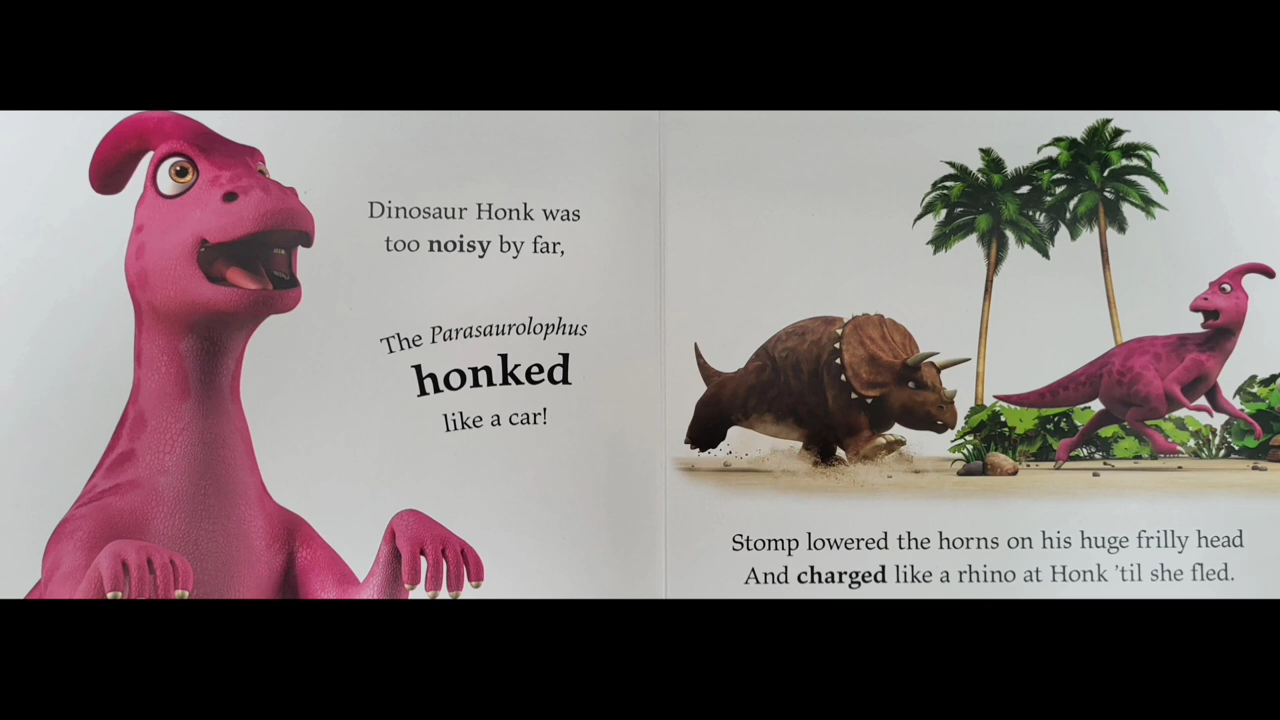 Dinosaur Honk was
too noisy by far,
The Parasaurolophus
honked
like a car!
Stomp lowered the horns on his huge frilly head
And charged like a rhino at Honk 'til she fled.